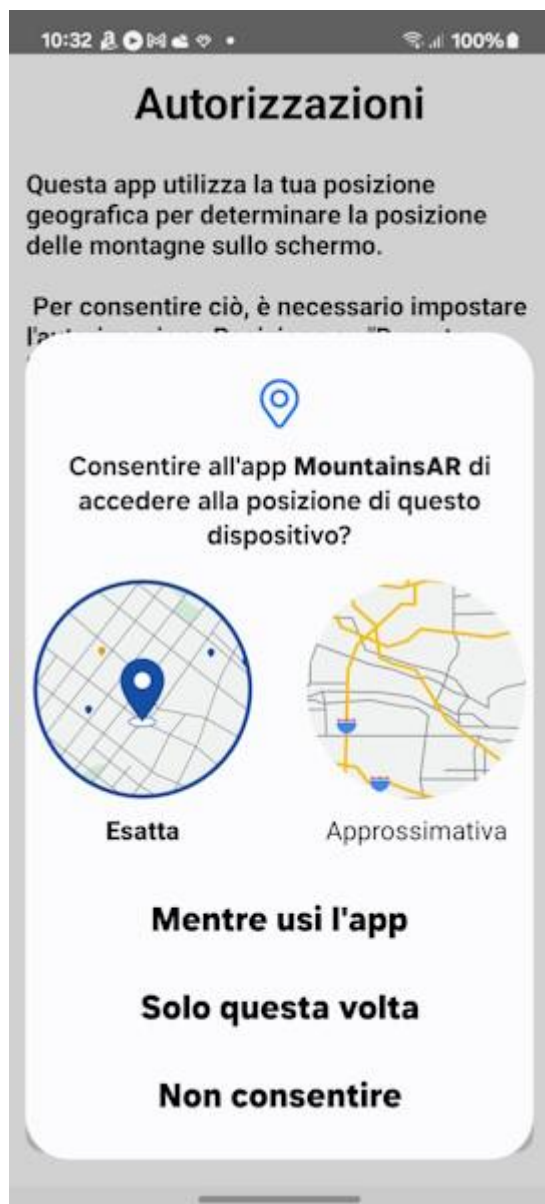 10:32
100%
Autorizzazioni
Questa app utilizza la tua posizione
geografica per determinare la posizione
delle montagne sullo schermo.
Per consentire ciò, è necessario impostare
Consentire all'app MountainsAR di
accedere alla posizione di questo
dispositivo?
Esatta
Approssimativa
Mentre usi l'app
Solo questa volta
Non consentire